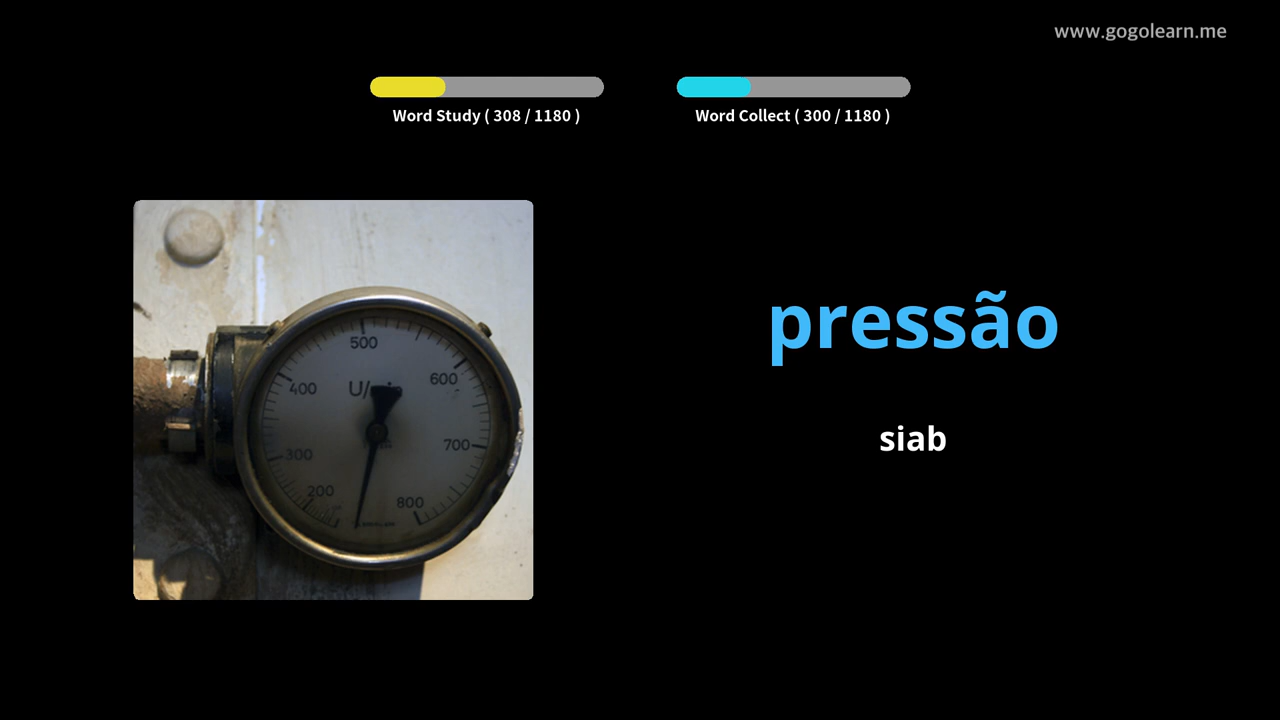 www.gogolearn.me
Word Study ( 308 / 1180 )
Word Collect ( 300 / 1180 )
pressão
siab
500
400
600
U/
300
700
200
800